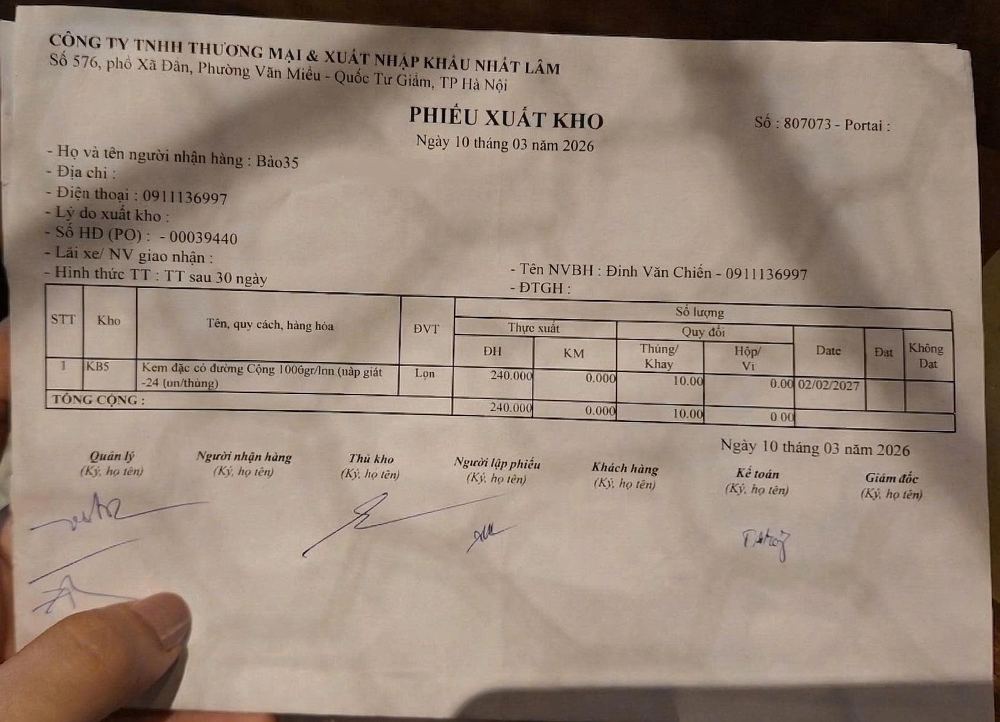 CÔNG TY TNHH THƯƠNG MẠI & XUẤT NHẬP KHẨU NHẤT LÂM
Số 576, phố Xã Đàn, Phường Văn Miếu - Quốc Tư Giám, TP Hà Nội
PHIẾU XUẤT KHO
Số : 807073 - Portai :
Ngày 10 tháng 03 năm 2026
- Họ và tên người nhận hàng : Bảo35
- Địa chỉ :
- Điện thoại : 0911136997
- Lý do xuất kho :
- Số HĐ (PO) : - 00039440
- Lái xe/ NV giao nhận :
- Hình thức TT : TT sau 30 ngày
- Tên NVBH : Đinh Văn Chiến - 0911136997
- ĐTGH :
STT Kho Tên, quy cách, hàng hóa ĐVT Số lượng
Thực xuất Quy đổi Date Đạt Không Đạt
ĐH KM Thùng/ Khay Hộp/ Vỉ
1 KB5 Kem đặc có đường Cộng 1006gr/lnn (uàp giát Lọn 240.000 0.000 10.00 0.00 02/02/2027
-24 (un/thùng)
TỔNG CỘNG : 240.000 0.000 10.00 0 00
Ngày 10 tháng 03 năm 2026
Quản lý Người nhận hàng Thủ kho Người lập phiếu Khách hàng Kế toán Giám đốc
(Ký, họ tên) (Ký, họ tên) (Ký, họ tên) (Ký, họ tên) (Ký, họ tên) (Ký, họ tên) (Ký, họ tên)